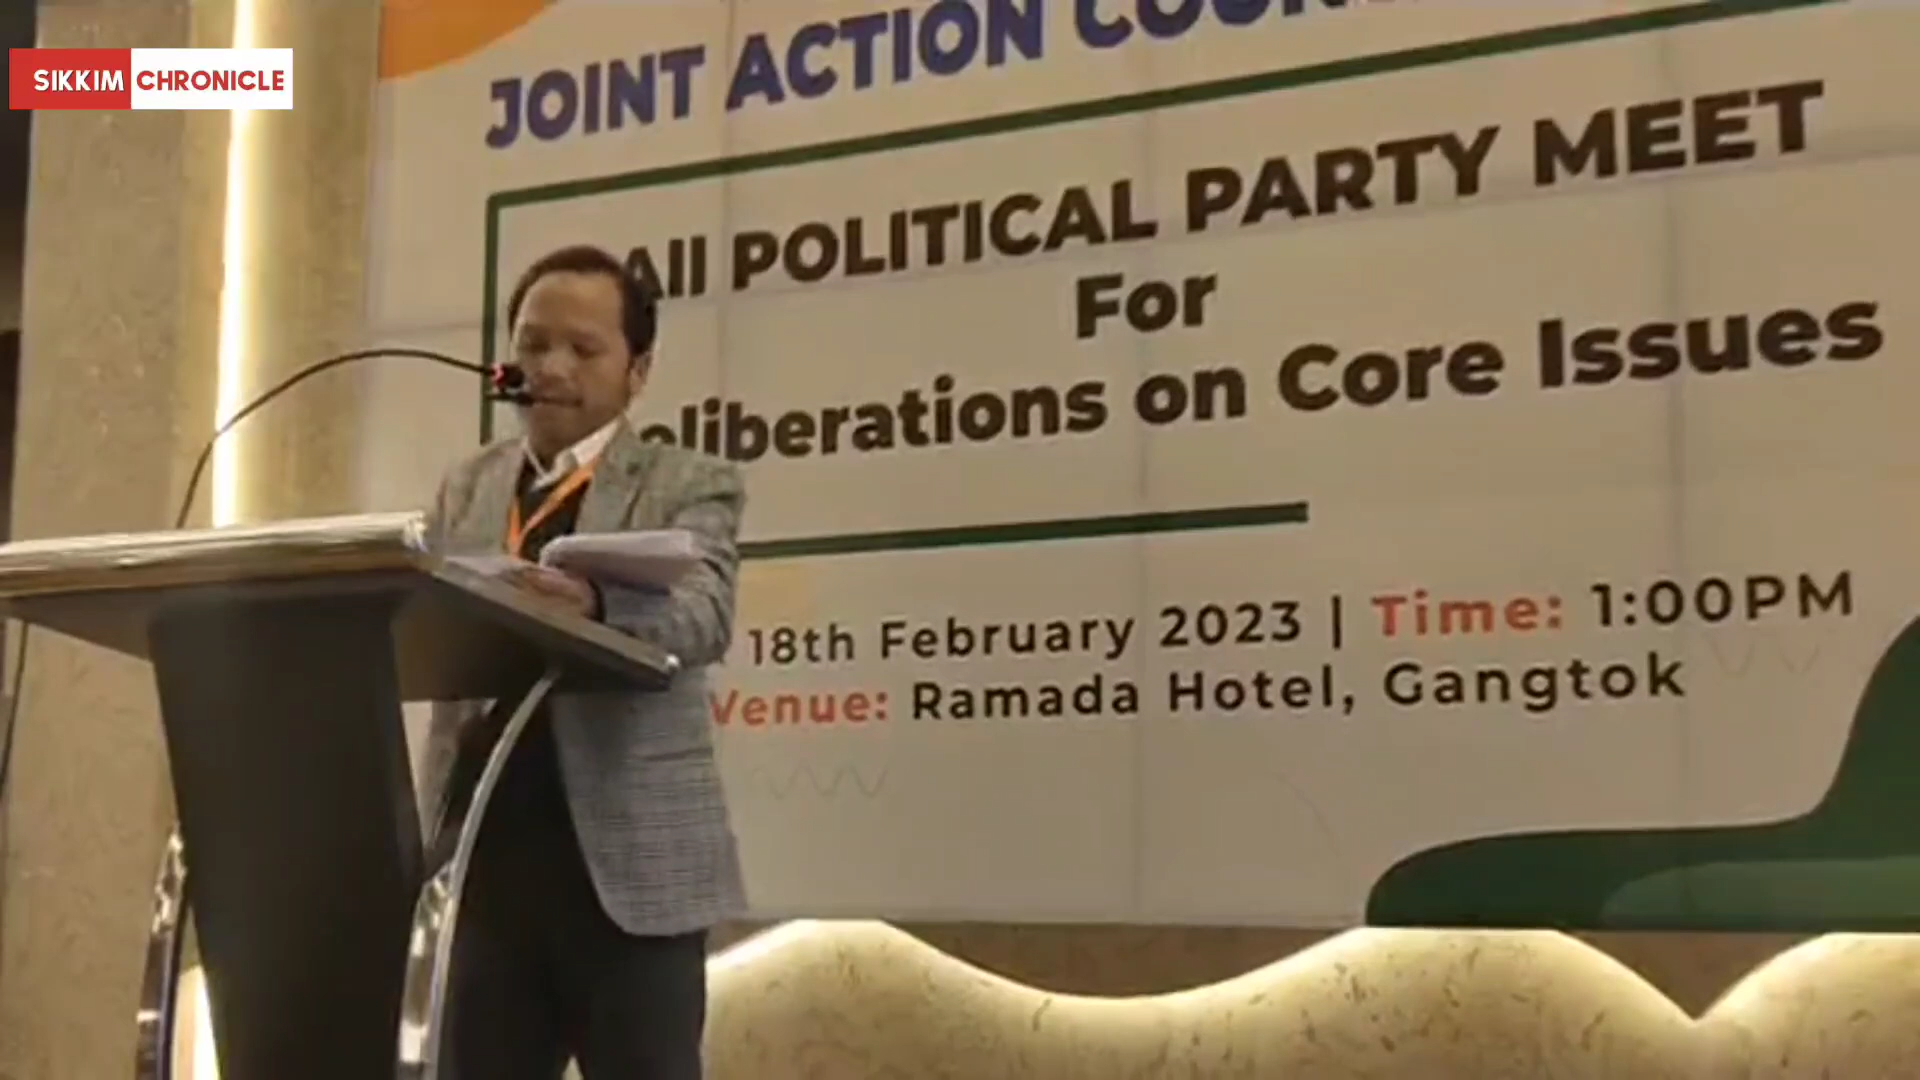 SIKKIM CHRONICLE
JOINT ACTION
All POLITICAL PARTY MEET
For
on Core Issues
18th February 2023 | Time: 1:00PM
Venue: Ramada Hotel, Gangtok